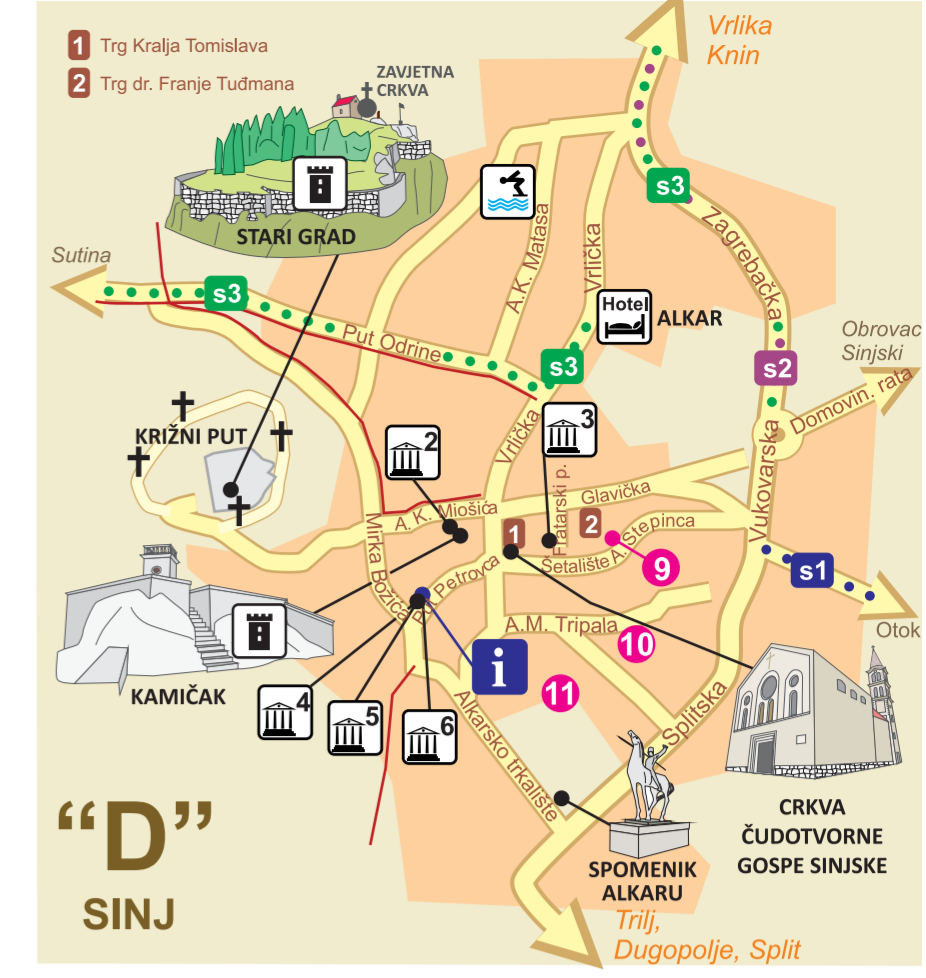 1 Trg Kralja Tomislava
2 Trg dr. Franje Tuđmana
ZAVJETNA
CRKVA
Vrlika
Knin
STARI GRAD
Sutina
s3
s3
Zagrebačka
A.K. Mataša
Vrlička
Hotel
ALKAR
Put Odrine
s3
s2
Obrovac
Sinjski
Domovin. rata
KRIŽNI PUT
2
3
Vrlička
Vukovarska
Glavička
A. K. Miošića
Fratarski p.
1
2
Šetalište A. Stepinca
9
s1
Otok
Mirka Božića
Petrovca
i
A.M. Tripala
10
11
KAMIČAK
4
5
6
Alkarsko trkalište
Splitska
"D"
SINJ
CRKVA
ČUDOTVORNE
GOSPE SINJSKE
SPOMENIK
ALKARU
Trilj,
Dugopolje, Split